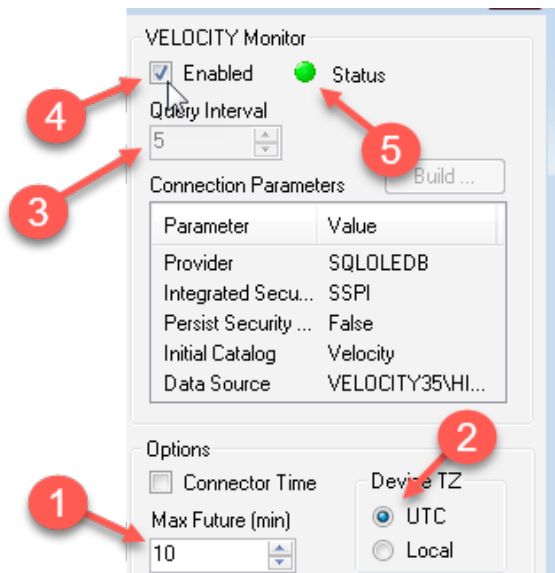 VELOCITY Monitor
4
Enabled
Status
Query Interval
5
5
3
Connection Parameters
Build ...
Parameter Value
Provider SQLOLEDB
Integrated Secu... SSPI
Persist Security ... False
Initial Catalog Velocity
Data Source VELOCITY35\HI...
2
Options
Connector Time
Device TZ
1
Max Future (min)
UTC
10
Local